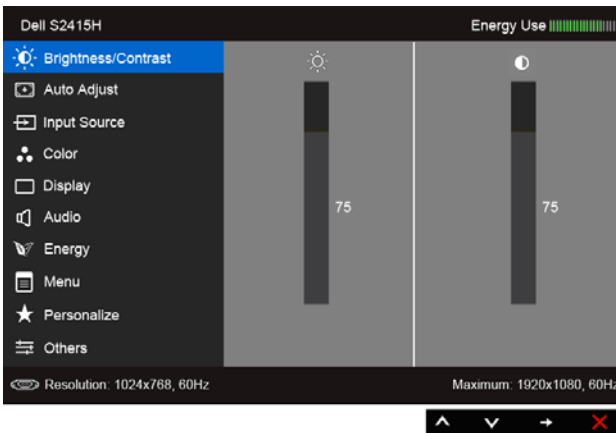 Dell S2415H
Energy Use
Brightness/Contrast
Auto Adjust
Input Source
Color
Display
Audio
Energy
Menu
Personalize
Others
75
75
Resolution: 1024x768, 60Hz
Maximum: 1920x1080, 60Hz